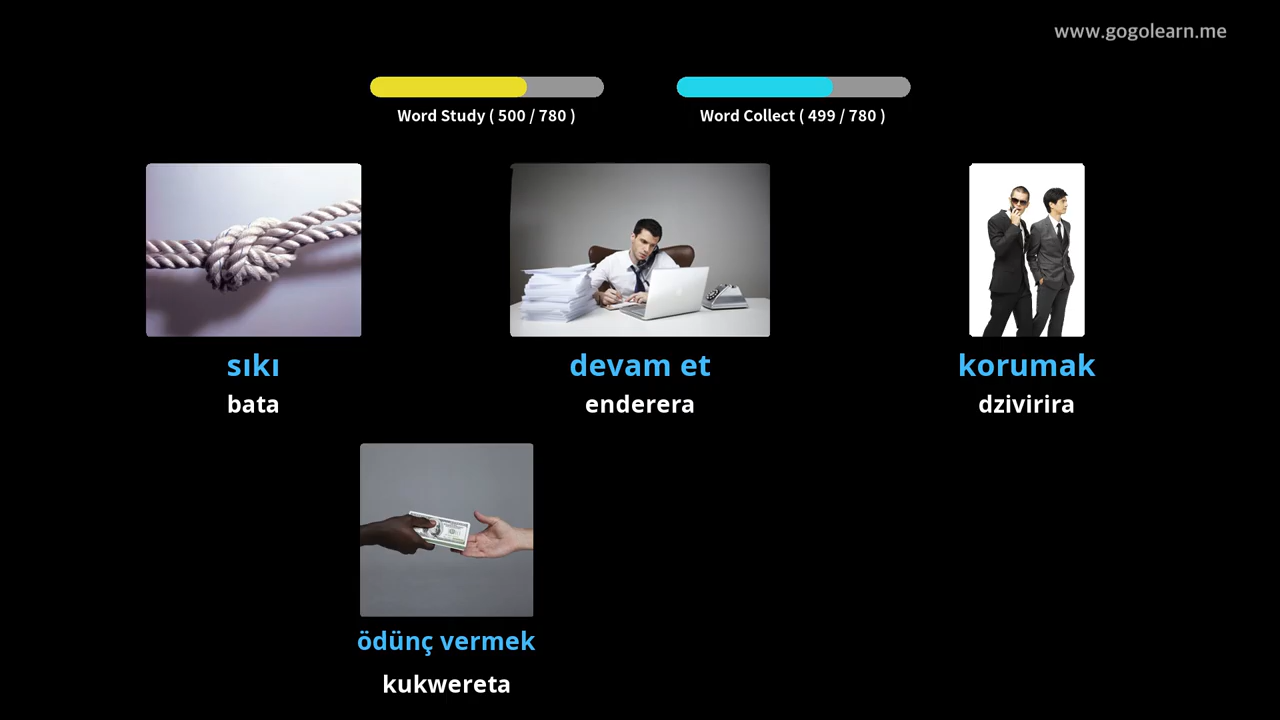 www.gogolearn.me
Word Study ( 500 / 780 )
Word Collect ( 499 / 780 )
sıkı
bata
devam et
enderera
korumak
dzivirira
ödünç vermek
kukwereta